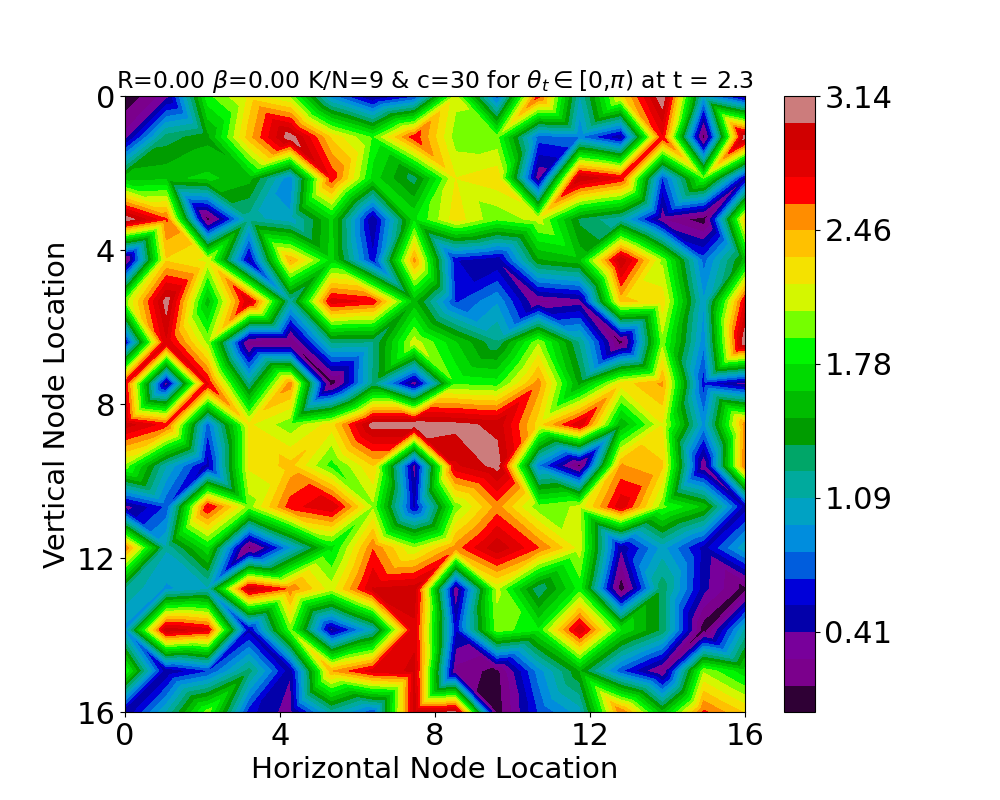 R=0.00 β=0.00 K/N=9 & c=30 for θ_t ∈ [0,π) at t = 2.3
0
4
8
12
16
Vertical Node Location
0 4 8 12 16
Horizontal Node Location
3.14
2.46
1.78
1.09
0.41